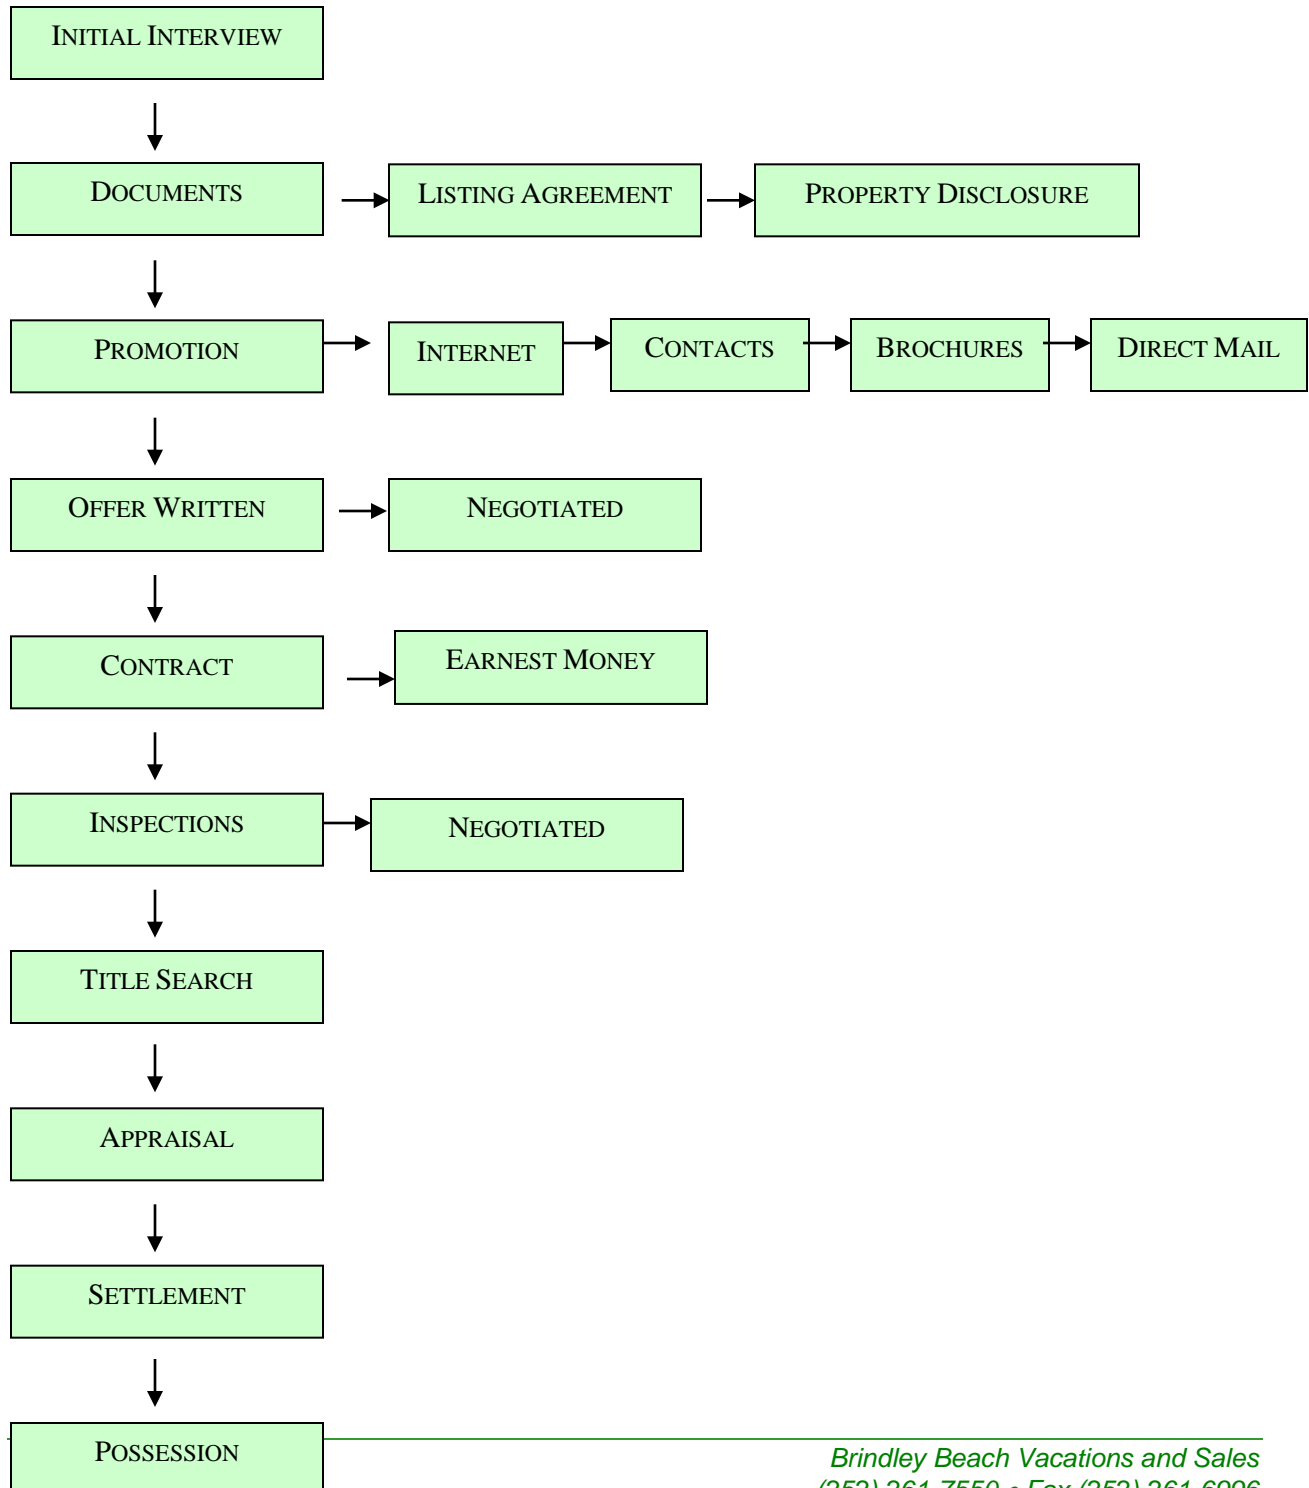 INITIAL INTERVIEW
DOCUMENTS
LISTING AGREEMENT
PROPERTY DISCLOSURE
PROMOTION
INTERNET
CONTACTS
BROCHURES
DIRECT MAIL
OFFER WRITTEN
NEGOTIATED
CONTRACT
EARNEST MONEY
INSPECTIONS
NEGOTIATED
TITLE SEARCH
APPRAISAL
SETTLEMENT
POSSESSION
Brindley Beach Vacations and Sales